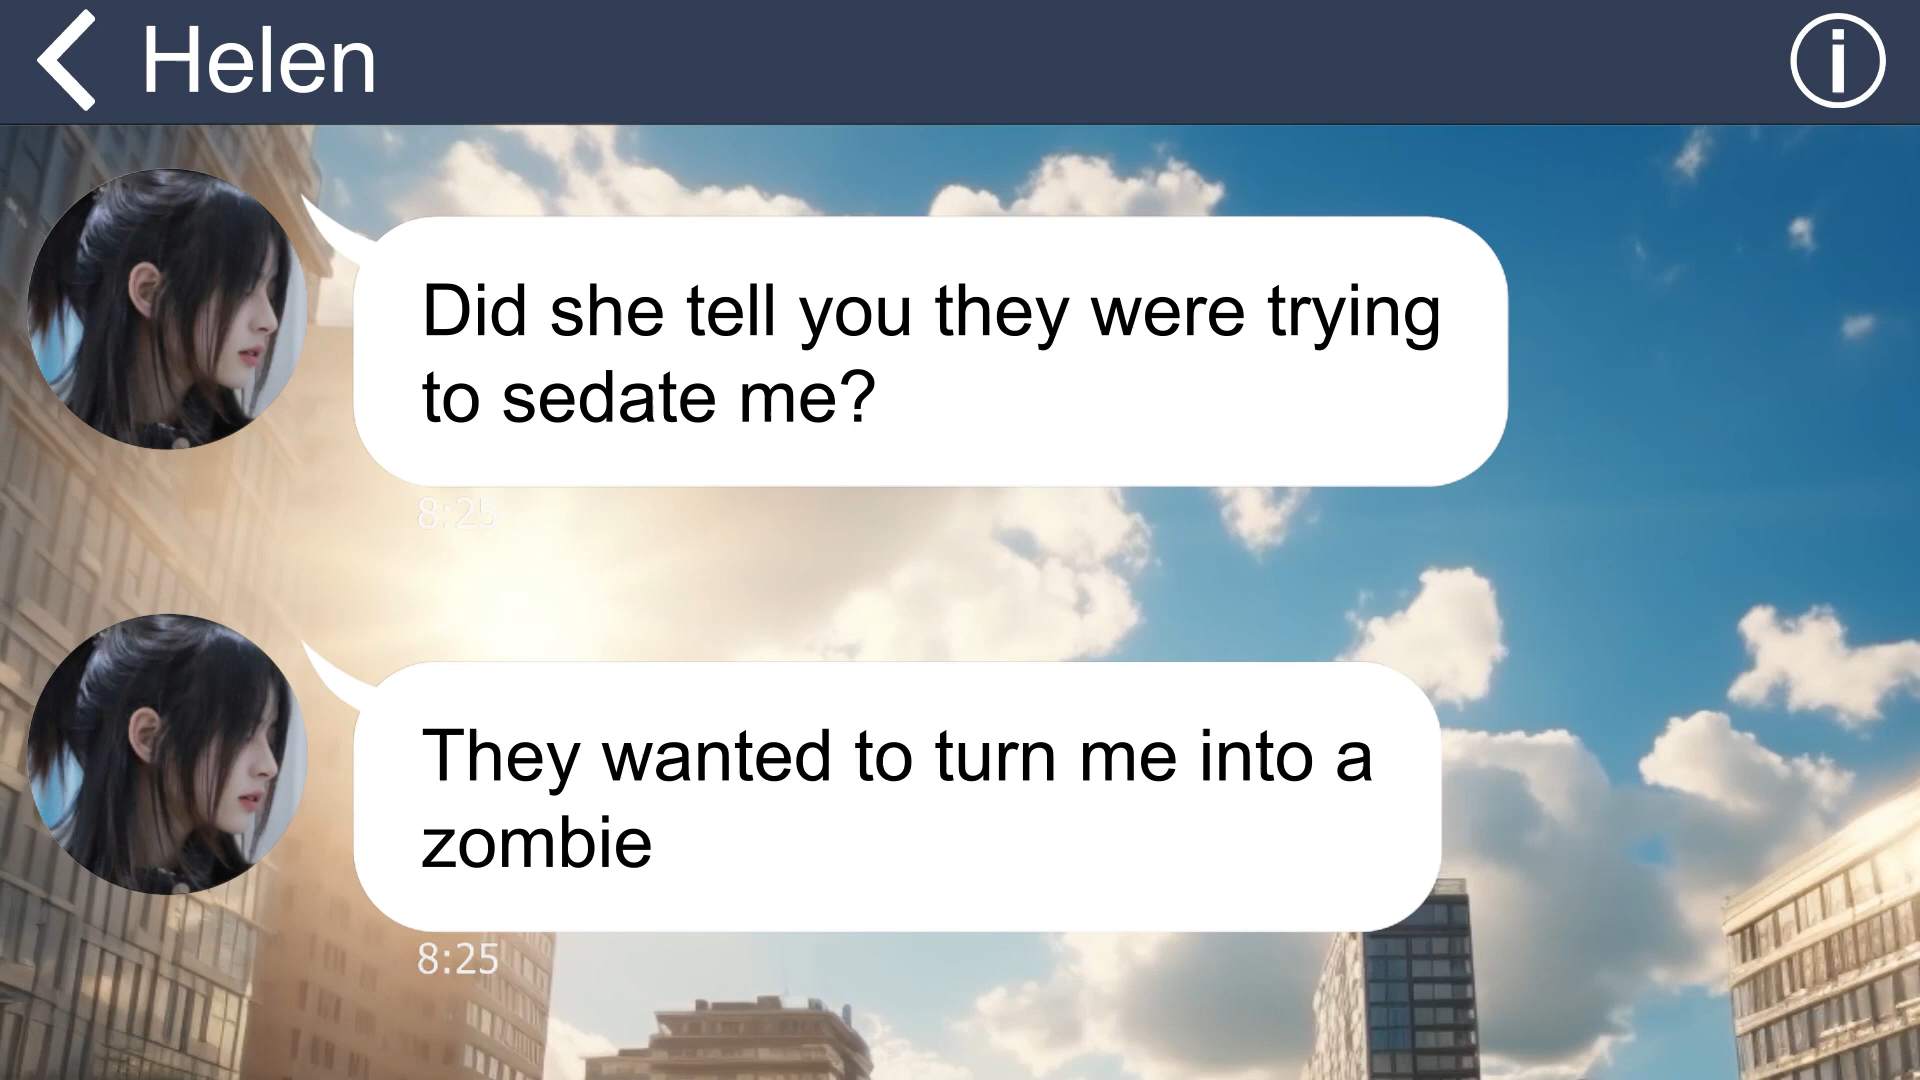 Helen
Did she tell you they were trying
to sedate me?
8:25
They wanted to turn me into a
zombie
8:25